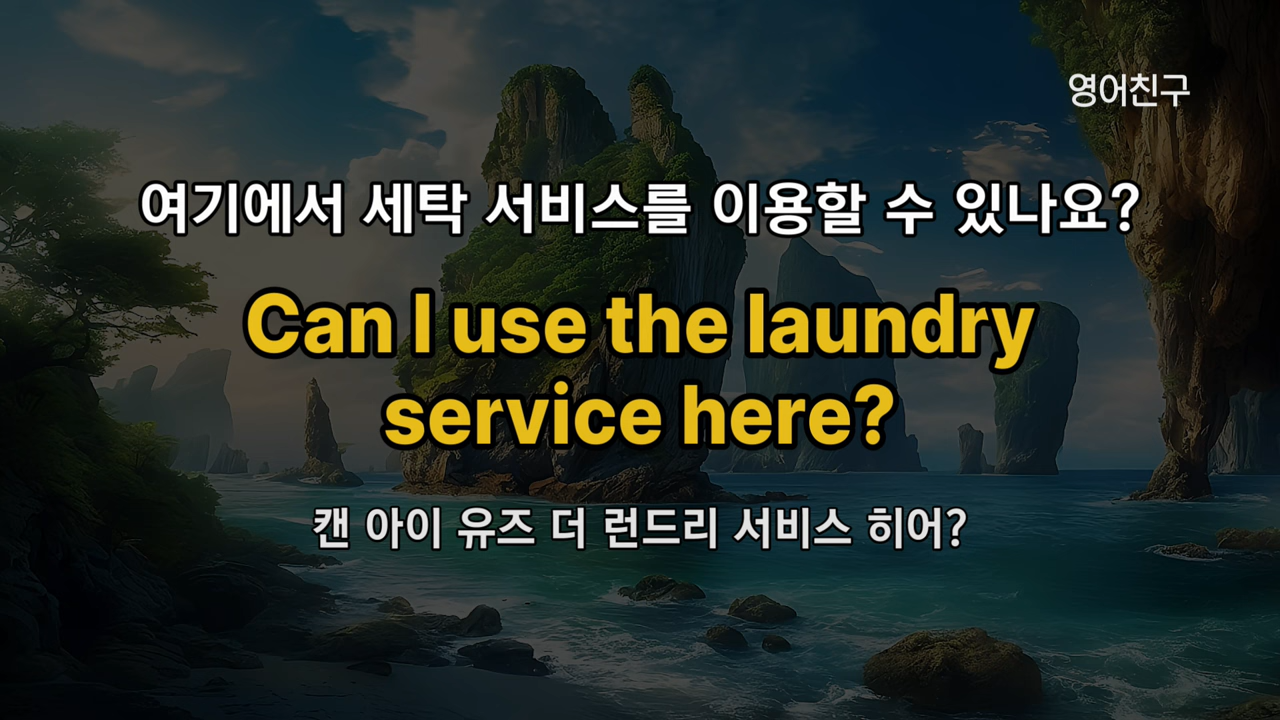 영어친구
여기에서 세탁 서비스를 이용할 수 있나요?
Can I use the laundry
service here?
캔 아이 유즈 더 런드리 서비스 히어?